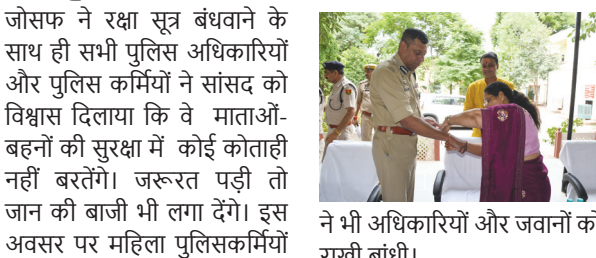 जोसफ ने रक्षा सूत्र बंधवाने के
साथ ही सभी पुलिस अधिकारियों
और पुलिस कर्मियों ने सांसद को
विश्वास दिलाया कि वे माताओं-
बहनों की सुरक्षा में कोई कोताही
नहीं बरतेंगे। जरूरत पड़ी तो
जान की बाजी भी लगा देंगे। इस
अवसर पर महिला पुलिसकर्मियों
ने भी अधिकारियों और जवानों को
राखी बांधी।